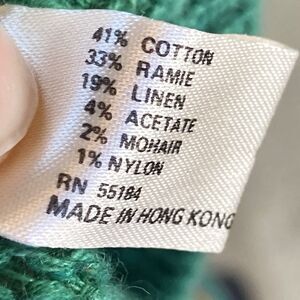 41% COTTON
33% RAMIE
19% LINEN
4% ACETATE
2% MOHAIR
1% NYLON
RN 55184
MADE IN HONG KONG